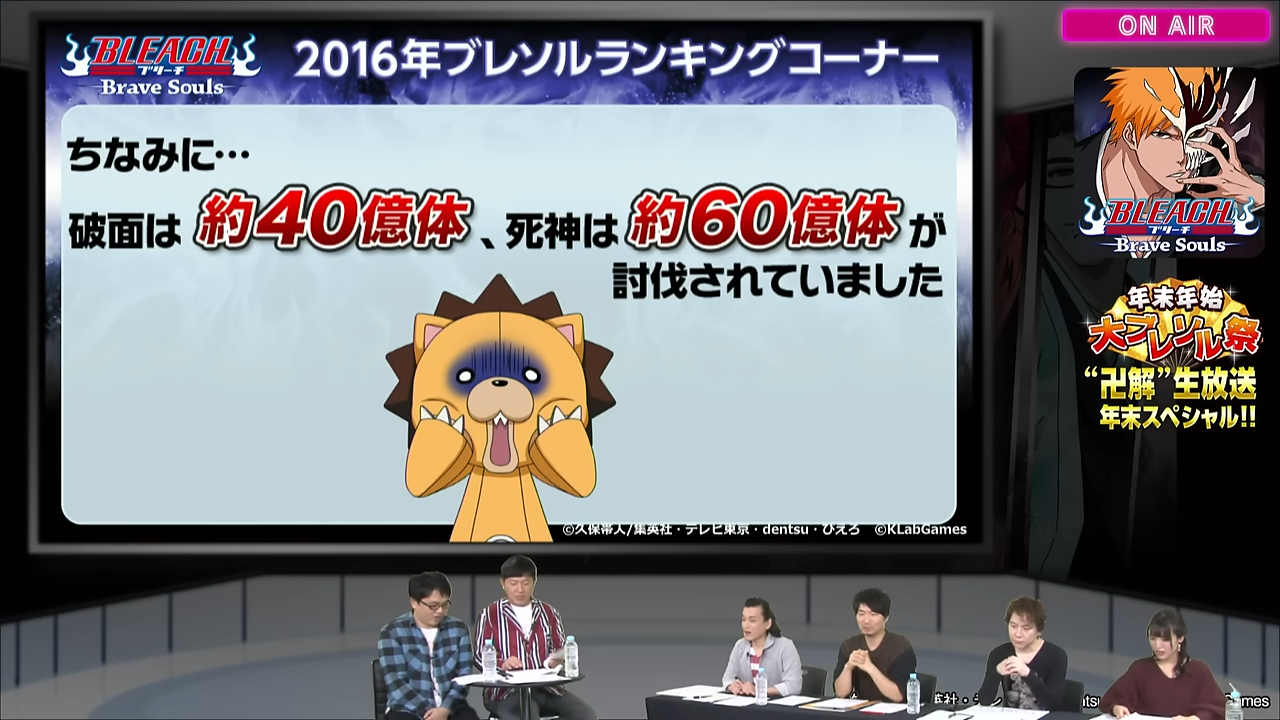 BLEACH
ブリーチ
Brave Souls
2016年ブレソルランキングコーナー
ちなみに…
破面は 約40億体 、死神は 約60億体 が
討伐されていました
©久保帯人/集英社・テレビ東京・dentsu・ぴえろ ©KLabGames
ON AIR
BLEACH
ブリーチ
Brave Souls
年末年始
大ブレソル祭
“卍解”生放送
年末スペシャル!!